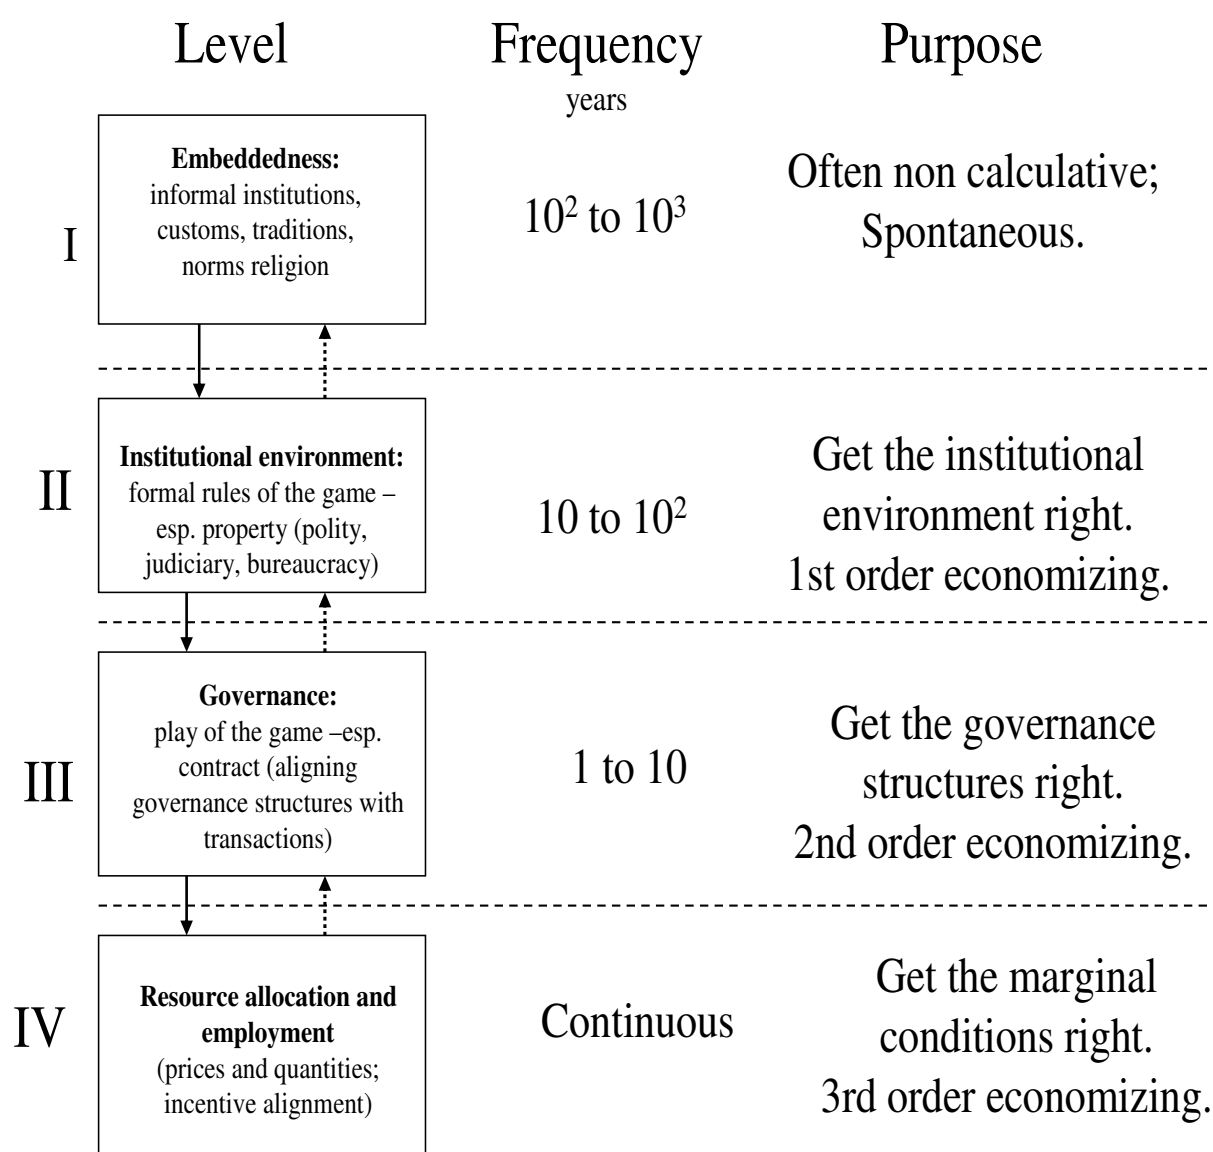 Level Frequency Purpose
years
I
Embeddedness:
informal institutions,
customs, traditions,
norms religion
10² to 10³
Often non calculative;
Spontaneous.
II
Institutional environment:
formal rules of the game –
esp. property (polity,
judiciary, bureaucracy)
10 to 10²
Get the institutional
environment right.
1st order economizing.
III
Governance:
play of the game –esp.
contract (aligning
governance structures with
transactions)
1 to 10
Get the governance
structures right.
2nd order economizing.
IV
Resource allocation and
employment
(prices and quantities;
incentive alignment)
Continuous
Get the marginal
conditions right.
3rd order economizing.